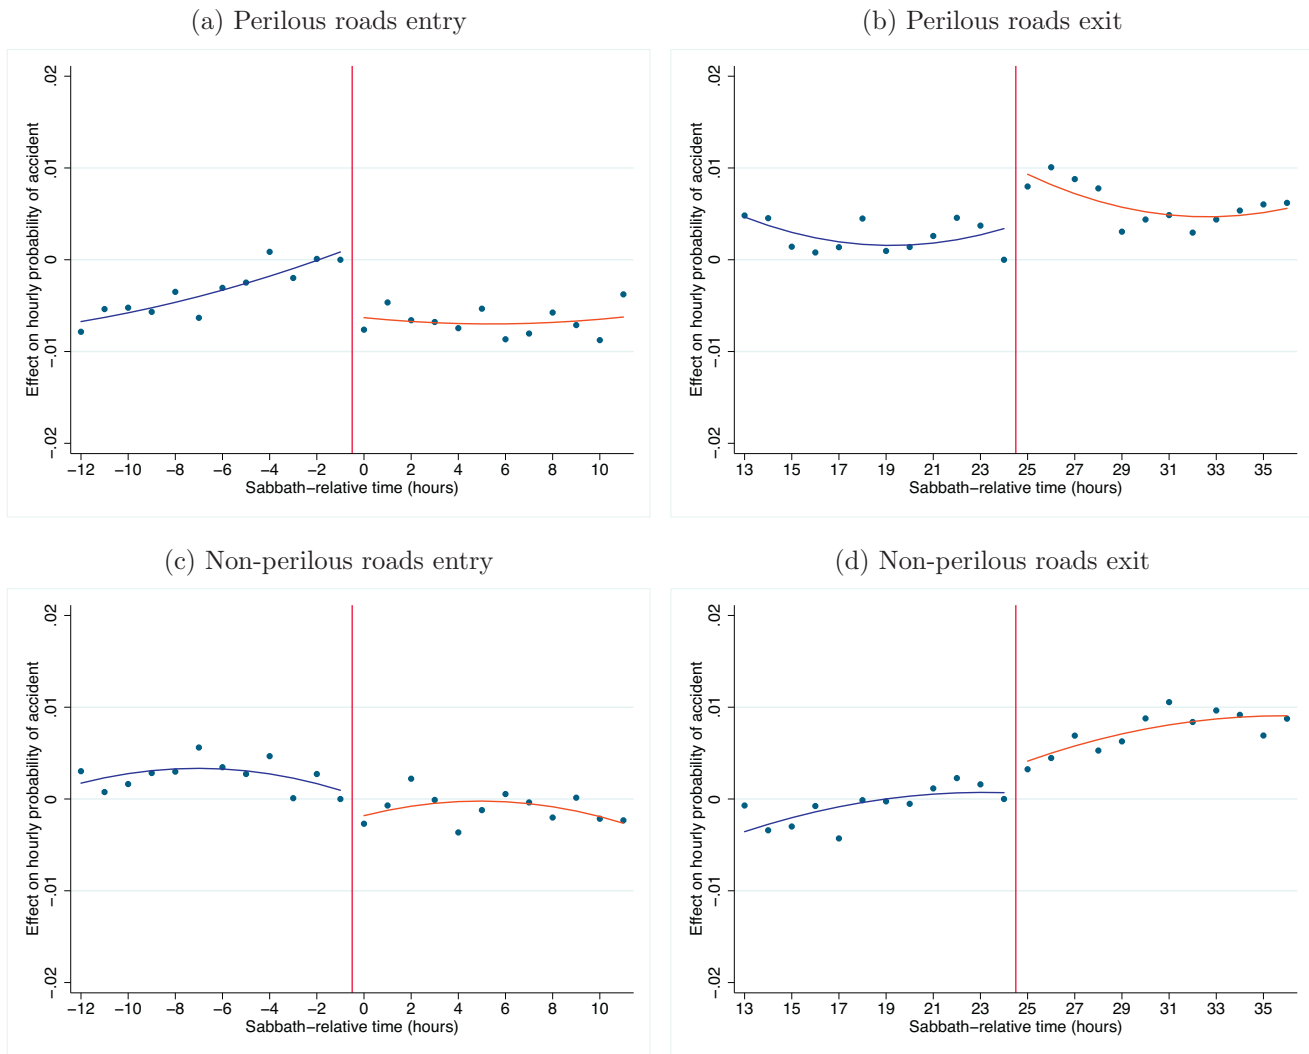 (a) Perilous roads entry
Effect on hourly probability of accident
.02
.01
0
−.01
−.02
−12 −10 −8 −6 −4 −2 0 2 4 6 8 10
Sabbath−relative time (hours)
(b) Perilous roads exit
Effect on hourly probability of accident
.02
.01
0
−.01
−.02
13 15 17 19 21 23 25 27 29 31 33 35
Sabbath−relative time (hours)
(c) Non-perilous roads entry
Effect on hourly probability of accident
.02
.01
0
−.01
−.02
−12 −10 −8 −6 −4 −2 0 2 4 6 8 10
Sabbath−relative time (hours)
(d) Non-perilous roads exit
Effect on hourly probability of accident
.02
.01
0
−.01
−.02
13 15 17 19 21 23 25 27 29 31 33 35
Sabbath−relative time (hours)